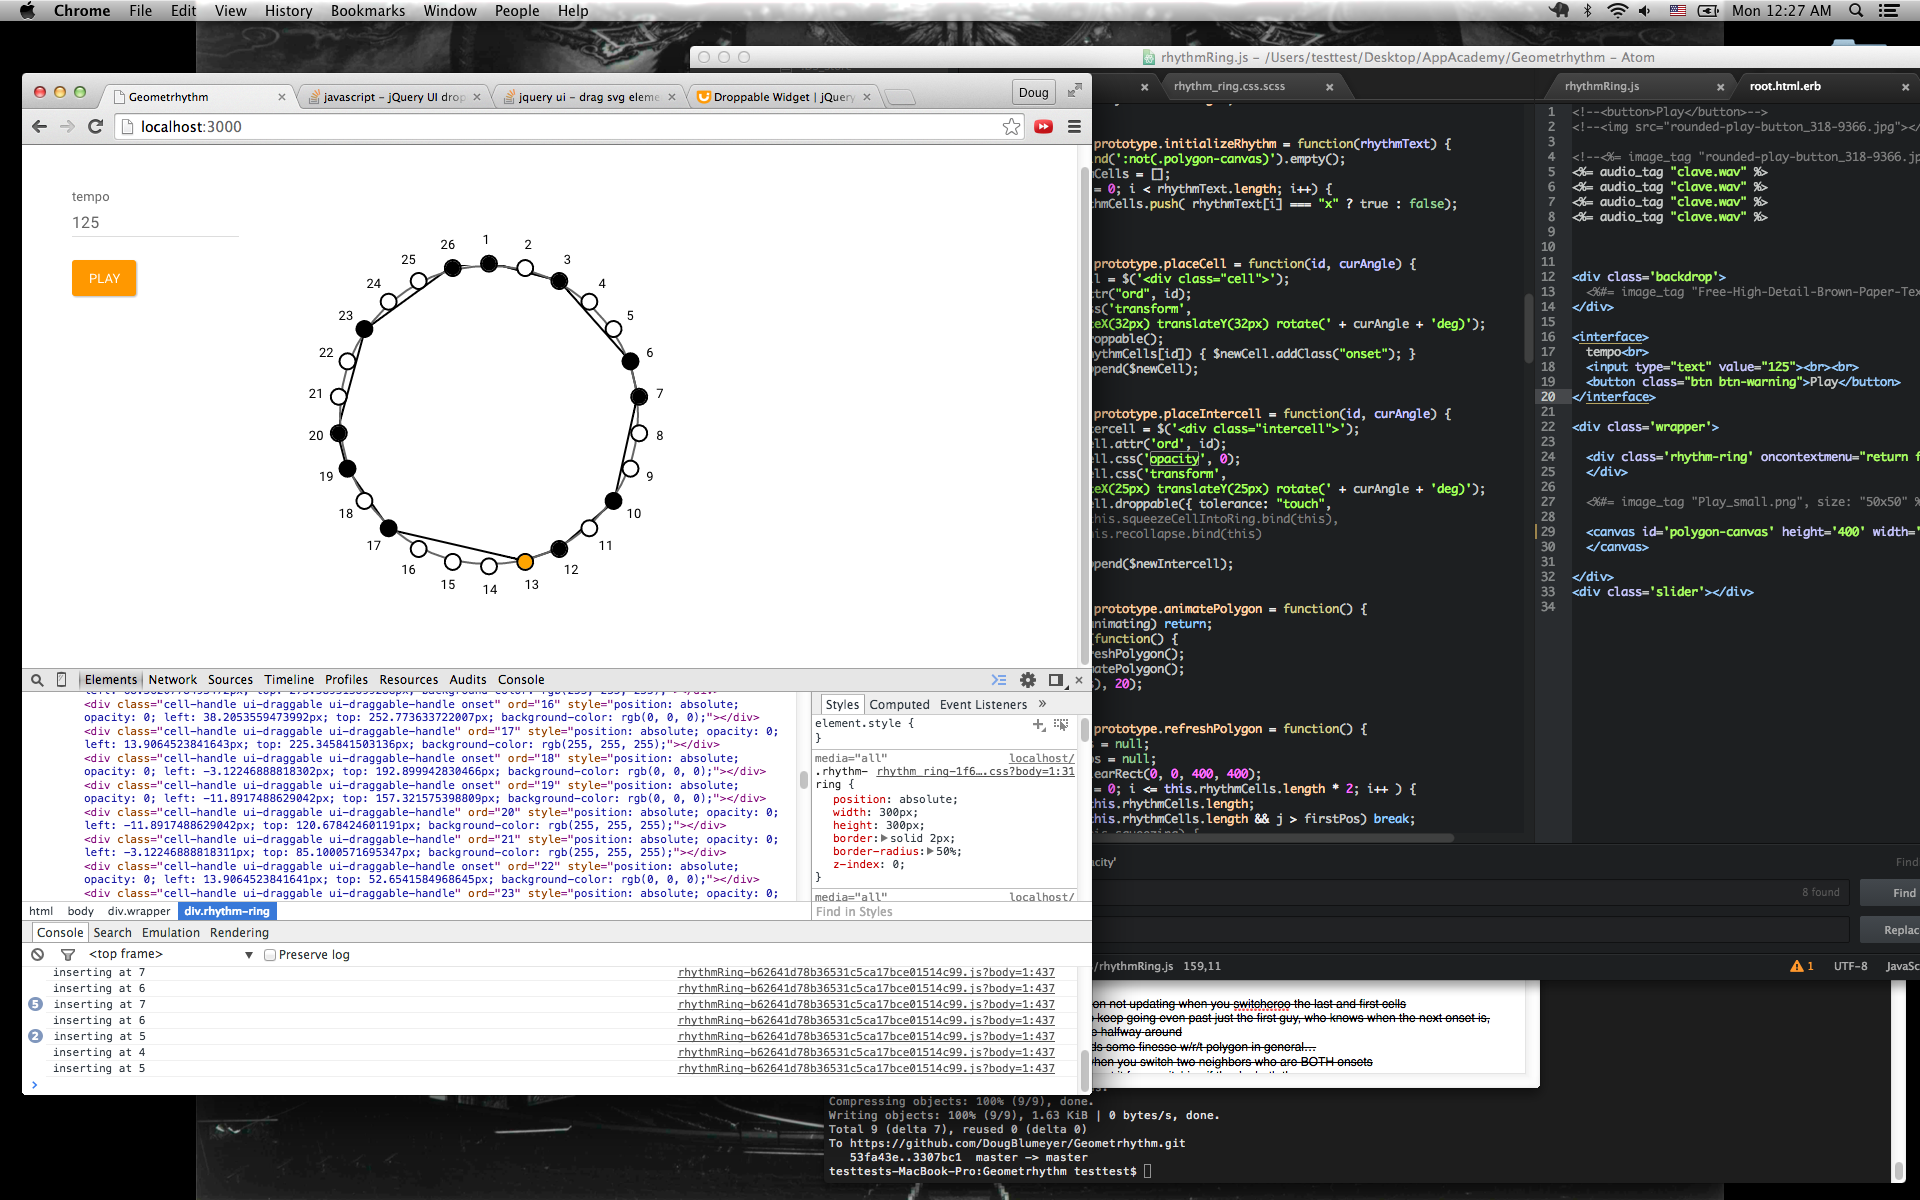 Chrome File Edit View History Bookmarks Window People Help Mon 12:27 AM
rhythmRing.js – /Users/testtest/Desktop/AppAcademy/Geometrhythm – Atom
Geometrhythm
javascript – jQuery UI drop
jquery ui – drag svg eleme
Droppable Widget | jQuery
Doug
localhost:3000
tempo
125
PLAY
1
2
3
4
5
6
7
8
9
10
11
12
13
14
15
16
17
18
19
20
21
22
23
24
25
26
Elements Network Sources Timeline Profiles Resources Audits Console
<div class="cell-handle ui-draggable ui-draggable-handle onset" ord="16" style="position: absolute;
opacity: 0; left: 38.2053559473992px; top: 252.773633722007px; background-color: rgb(0, 0, 0);"></div>
<div class="cell-handle ui-draggable ui-draggable-handle" ord="17" style="position: absolute; opacity: 0;
left: 13.9064523841643px; top: 225.345841503136px; background-color: rgb(255, 255, 255);"></div>
<div class="cell-handle ui-draggable ui-draggable-handle onset" ord="18" style="position: absolute;
opacity: 0; left: -3.12246888818302px; top: 192.899942830466px; background-color: rgb(0, 0, 0);"></div>
<div class="cell-handle ui-draggable ui-draggable-handle onset" ord="19" style="position: absolute;
opacity: 0; left: -11.8917488629042px; top: 157.321575398809px; background-color: rgb(0, 0, 0);"></div>
<div class="cell-handle ui-draggable ui-draggable-handle" ord="20" style="position: absolute; opacity: 0;
left: -11.8917488629042px; top: 120.678424601191px; background-color: rgb(255, 255, 255);"></div>
<div class="cell-handle ui-draggable ui-draggable-handle" ord="21" style="position: absolute; opacity: 0;
left: -3.12246888818311px; top: 85.1000571695347px; background-color: rgb(255, 255, 255);"></div>
<div class="cell-handle ui-draggable ui-draggable-handle onset" ord="22" style="position: absolute;
opacity: 0; left: 13.9064523841641px; top: 52.6541584968645px; background-color: rgb(0, 0, 0);"></div>
<div class="cell-handle ui-draggable ui-draggable-handle" ord="23" style="position: absolute; opacity: 0;
html body div.wrapper div.rhythm-ring
Styles Computed Event Listeners »
element.style {
}
media="all" localhost/
.rhythm- rhythm_ring-1f6….css?body=1:31
ring {
position: absolute;
width: 300px;
height: 300px;
border: solid 2px;
border-radius: 50%;
z-index: 0;
}
media="all" localhost/
Find in Styles
Console Search Emulation Rendering
<top frame> Preserve log
inserting at 7 rhythmRing-b62641d78b36531c5ca17bce01514c99.js?body=1:437
inserting at 6 rhythmRing-b62641d78b36531c5ca17bce01514c99.js?body=1:437
5 inserting at 7 rhythmRing-b62641d78b36531c5ca17bce01514c99.js?body=1:437
inserting at 6 rhythmRing-b62641d78b36531c5ca17bce01514c99.js?body=1:437
2 inserting at 5 rhythmRing-b62641d78b36531c5ca17bce01514c99.js?body=1:437
inserting at 4 rhythmRing-b62641d78b36531c5ca17bce01514c99.js?body=1:437
inserting at 5 rhythmRing-b62641d78b36531c5ca17bce01514c99.js?body=1:437
rhythm_ring.css.scss
prototype.initializeRhythm = function(rhythmText) {
ind(':not(.polygon-canvas)').empty();
mCells = [];
= 0; i < rhythmText.length; i++) {
thmCells.push( rhythmText[i] === "x" ? true : false);
prototype.placeCell = function(id, curAngle) {
ll = $('<div class="cell">');
ttr("ord", id);
ss('transform',
teX(32px) translateY(32px) rotate(' + curAngle + 'deg)');
roppable();
hythmCells[id]) { $newCell.addClass("onset"); }
pend($newCell);
prototype.placeIntercell = function(id, curAngle) {
tercell = $('<div class="intercell">');
ell.attr('ord', id);
ell.css('opacity', 0);
ell.css('transform',
teX(25px) translateY(25px) rotate(' + curAngle + 'deg)');
ell.droppable({ tolerance: "touch",
this.squeezeCellIntoRing.bind(this),
this.recollapse.bind(this)
pend($newIntercell);
prototype.animatePolygon = function() {
nimating) return;
(function() {
reshPolygon();
matePolygon();
s), 20);
prototype.refreshPolygon = function() {
s = null;
os = null;
learRect(0, 0, 400, 400);
= 0; i <= this.rhythmCells.length * 2; i++ ) {
this.rhythmCells.length;
this.rhythmCells.length && j > firstPos) break;
rhythmRing.js root.html.erb
1 <!--<button>Play</button>-->
2 <!--<img src="rounded-play-button_318-9366.jpg"></
3
4 <!--<%= image_tag "rounded-play-button_318-9366.jp
5 <%= audio_tag "clave.wav" %>
6 <%= audio_tag "clave.wav" %>
7 <%= audio_tag "clave.wav" %>
8 <%= audio_tag "clave.wav" %>
9
10
11
12 <div class='backdrop'>
13 <%#= image_tag "Free-High-Detail-Brown-Paper-Tex
14 </div>
15
16 <interface>
17 tempo<br>
18 <input type="text" value="125"><br><br>
19 <button class="btn btn-warning">Play</button>
20 </interface>
21
22 <div class='wrapper'>
23
24 <div class='rhythm-ring' oncontextmenu="return f
25 </div>
26
27 <%#= image_tag "Play_small.png", size: "50x50" %
28
29 <canvas id='polygon-canvas' height='400' width='
30 </canvas>
31
32 </div>
33 <div class='slider'></div>
34
acity'
Find
8 found
Find
Replac
/rhythmRing.js 159,11 1 UTF-8 JavaSc
on not updating when you switcheroo the last and first cells
keep going even past just the first guy, who knows when the next onset is,
e halfway around
ds some finesse w/r/t polygon in general...
hen you switch two neighbors who are BOTH onsets
Compressing objects: 100% (9/9), done.
Writing objects: 100% (9/9), 1.63 KiB | 0 bytes/s, done.
Total 9 (delta 7), reused 0 (delta 0)
To https://github.com/DougBlumeyer/Geometrhythm.git
53fa43e..3307bc1 master -> master
testtests-MacBook-Pro:Geometrhythm testtest$